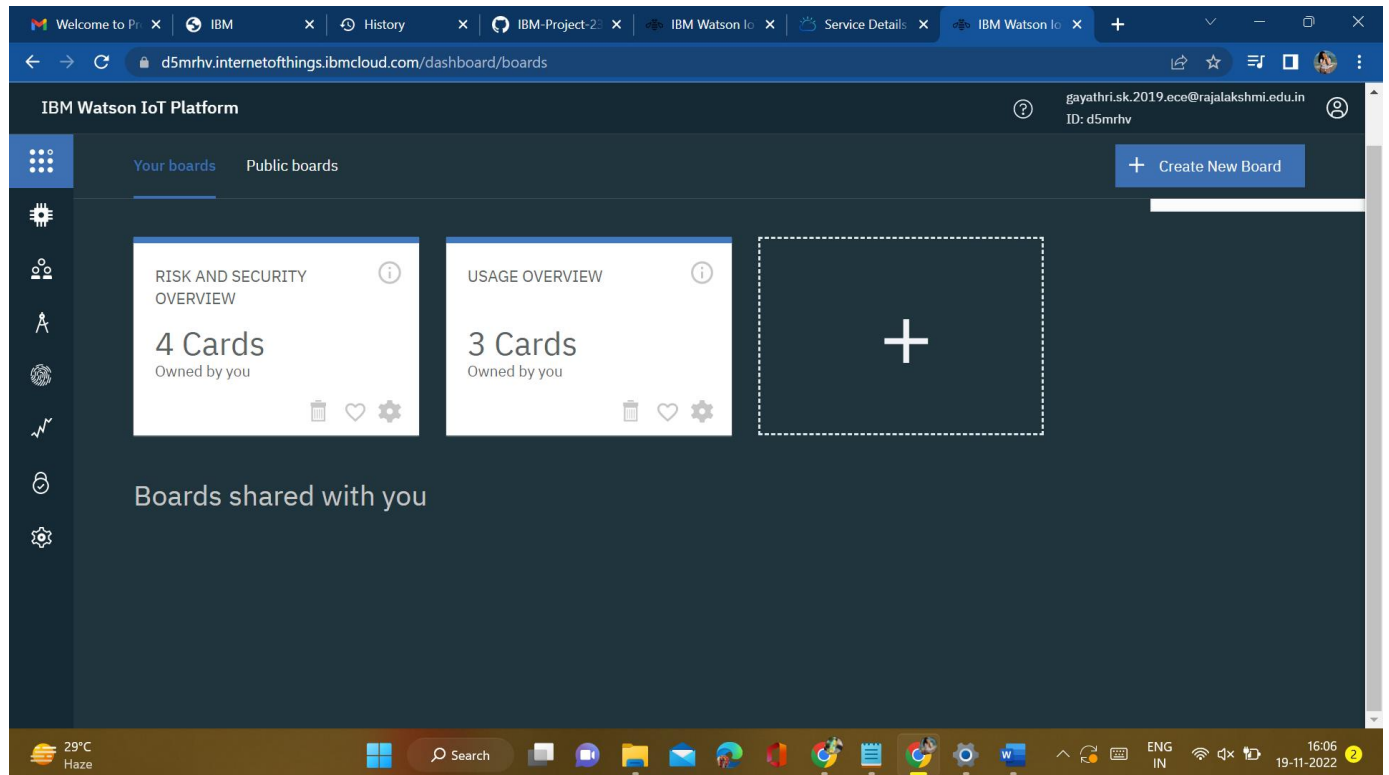 Welcome to Pr
IBM
History
IBM-Project-23
IBM Watson Io
Service Details
IBM Watson Io
d5mrhv.internetofthings.ibmcloud.com/dashboard/boards
IBM Watson IoT Platform
gayathri.sk.2019.ece@rajalakshmi.edu.in
ID: d5mrhv
Your boards
Public boards
Create New Board
RISK AND SECURITY
OVERVIEW
4 Cards
Owned by you
USAGE OVERVIEW
3 Cards
Owned by you
Boards shared with you
29°C
Haze
Search
ENG
IN
16:06
19-11-2022
2